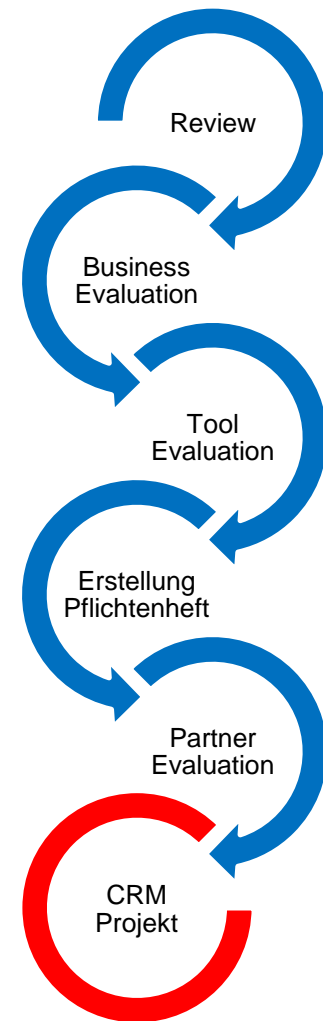 Review
Business
Evaluation
Tool
Evaluation
Erstellung
Pflichtenheft
Partner
Evaluation
CRM
Projekt